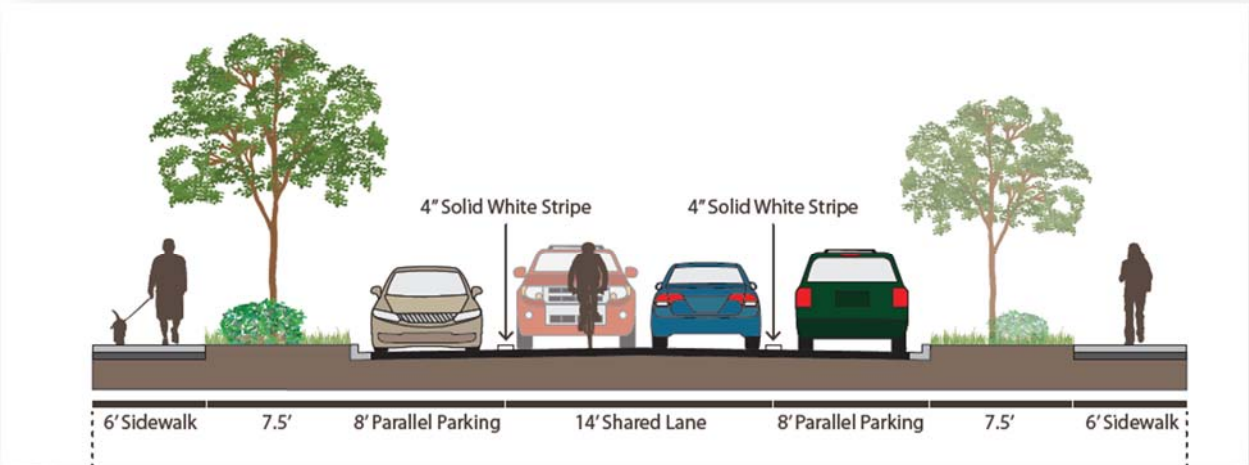 4” Solid White Stripe
4” Solid White Stripe
6’ Sidewalk
7.5’
8’ Parallel Parking
14’ Shared Lane
8’ Parallel Parking
7.5’
6’ Sidewalk